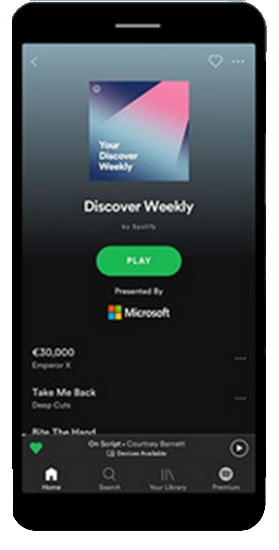 Your
Discover
Weekly
Discover Weekly
by Spotify
PLAY
Presented By
Microsoft
€30,000
Emperor X
Take Me Back
Deep Cuts
Bite The Hand
On Script • Courtney Barnett
Devices Available
Home Search Your Library Premium